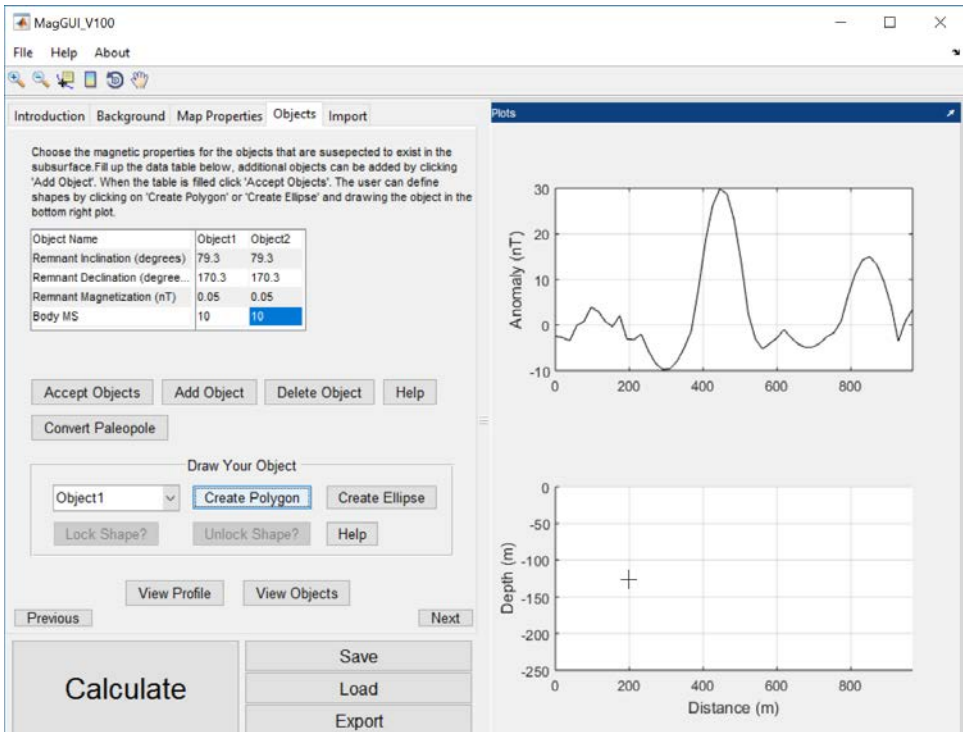 MagGUI_V100
FIle Help About
Introduction Background Map Properties Objects Import
Choose the magnetic properties for the objects that are susepected to exist in the
subsurface.Fill up the data table below, additional objects can be added by clicking
'Add Object'. When the table is filled click 'Accept Objects'. The user can define
shapes by clicking on 'Create Polygon' or 'Create Ellipse' and drawing the object in the
bottom right plot.
Object Name Object1 Object2
Remnant Inclination (degrees) 79.3 79.3
Remnant Declination (degree... 170.3 170.3
Remnant Magnetization (nT) 0.05 0.05
Body MS 10 10
Accept Objects Add Object Delete Object Help
Convert Paleopole
Draw Your Object
Object1 Create Polygon Create Ellipse
Lock Shape? Unlock Shape? Help
View Profile View Objects
Previous Next
Calculate
Save
Load
Export
Plots
30
20
10
0
-10
Anomaly (nT)
0 200 400 600 800
0
-50
-100
-150
-200
-250
Depth (m)
0 200 400 600 800
Distance (m)